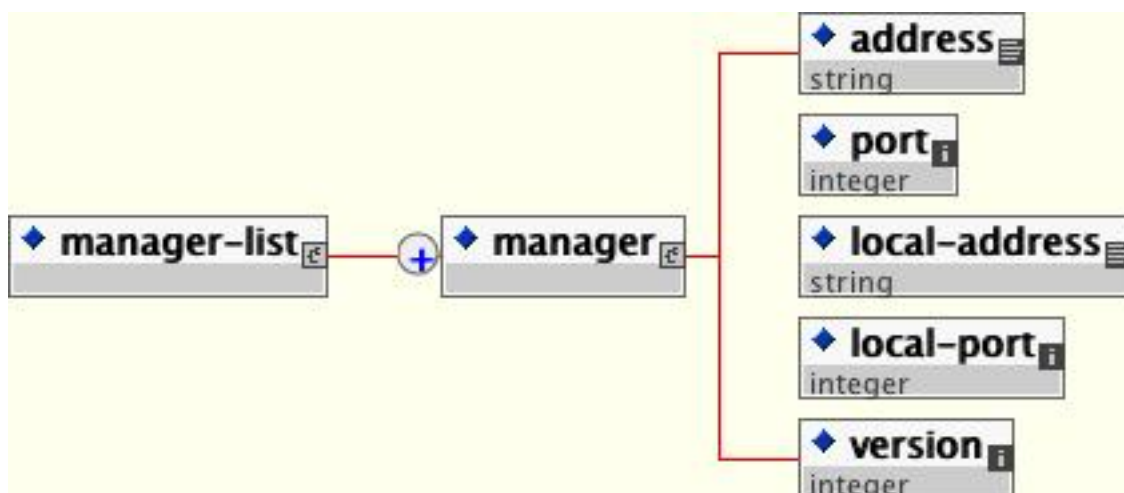 address
string
port
integer
manager-list
manager
local-address
string
local-port
integer
version
integer